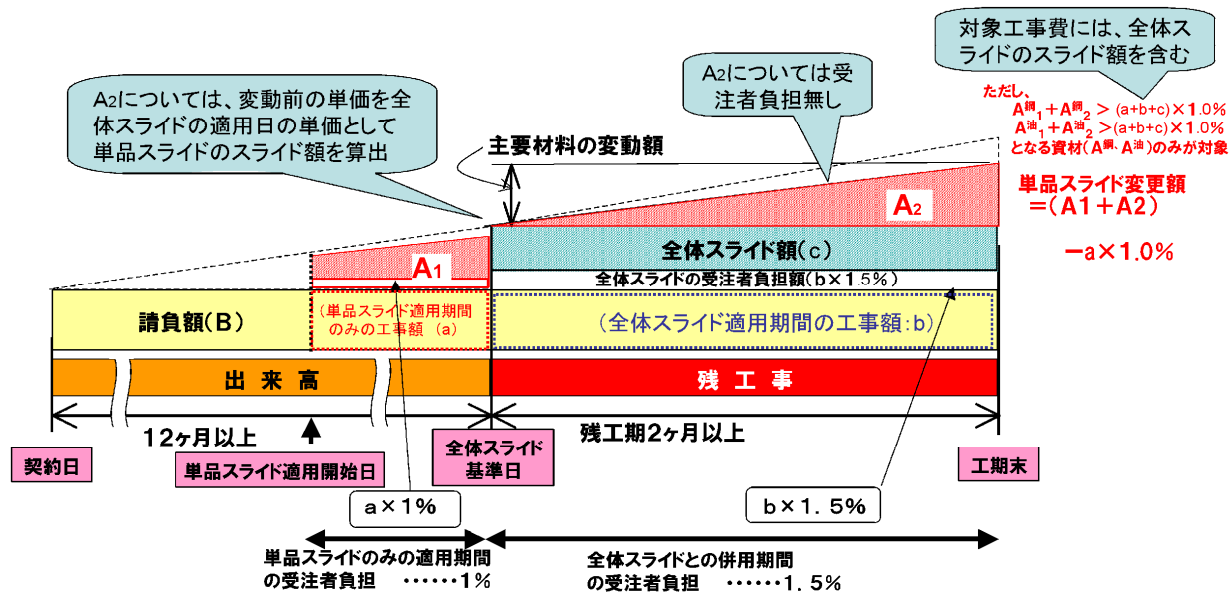 対象工事費には、全体ス
ライドのスライド額を含む
A2については受
注者負担無し
A2については、変動前の単価を全
体スライドの適用日の単価として
単品スライドのスライド額を算出
ただし、
A鋼1+A鋼2>(a+b+c)×1.0%
A油1+A油2>(a+b+c)×1.0%
となる資材(A鋼、A油)のみが対象
主要材料の変動額
単品スライド変更額
=(A1+A2)
-a×1.0%
A2
A1
全体スライド額(c)
全体スライドの受注者負担額(b×1.5%)
請負額(B)
(単品スライド適用期間
のみの工事額 (a)
(全体スライド適用期間の工事額:b)
出来高
残工事
12ヶ月以上
残工期2ヶ月以上
契約日
単品スライド適用開始日
全体スライド
基準日
工期末
a×1%
b×1.5%
単品スライドのみの適用期間
の受注者負担 ……1%
全体スライドとの併用期間
の受注者負担 ……1.5%